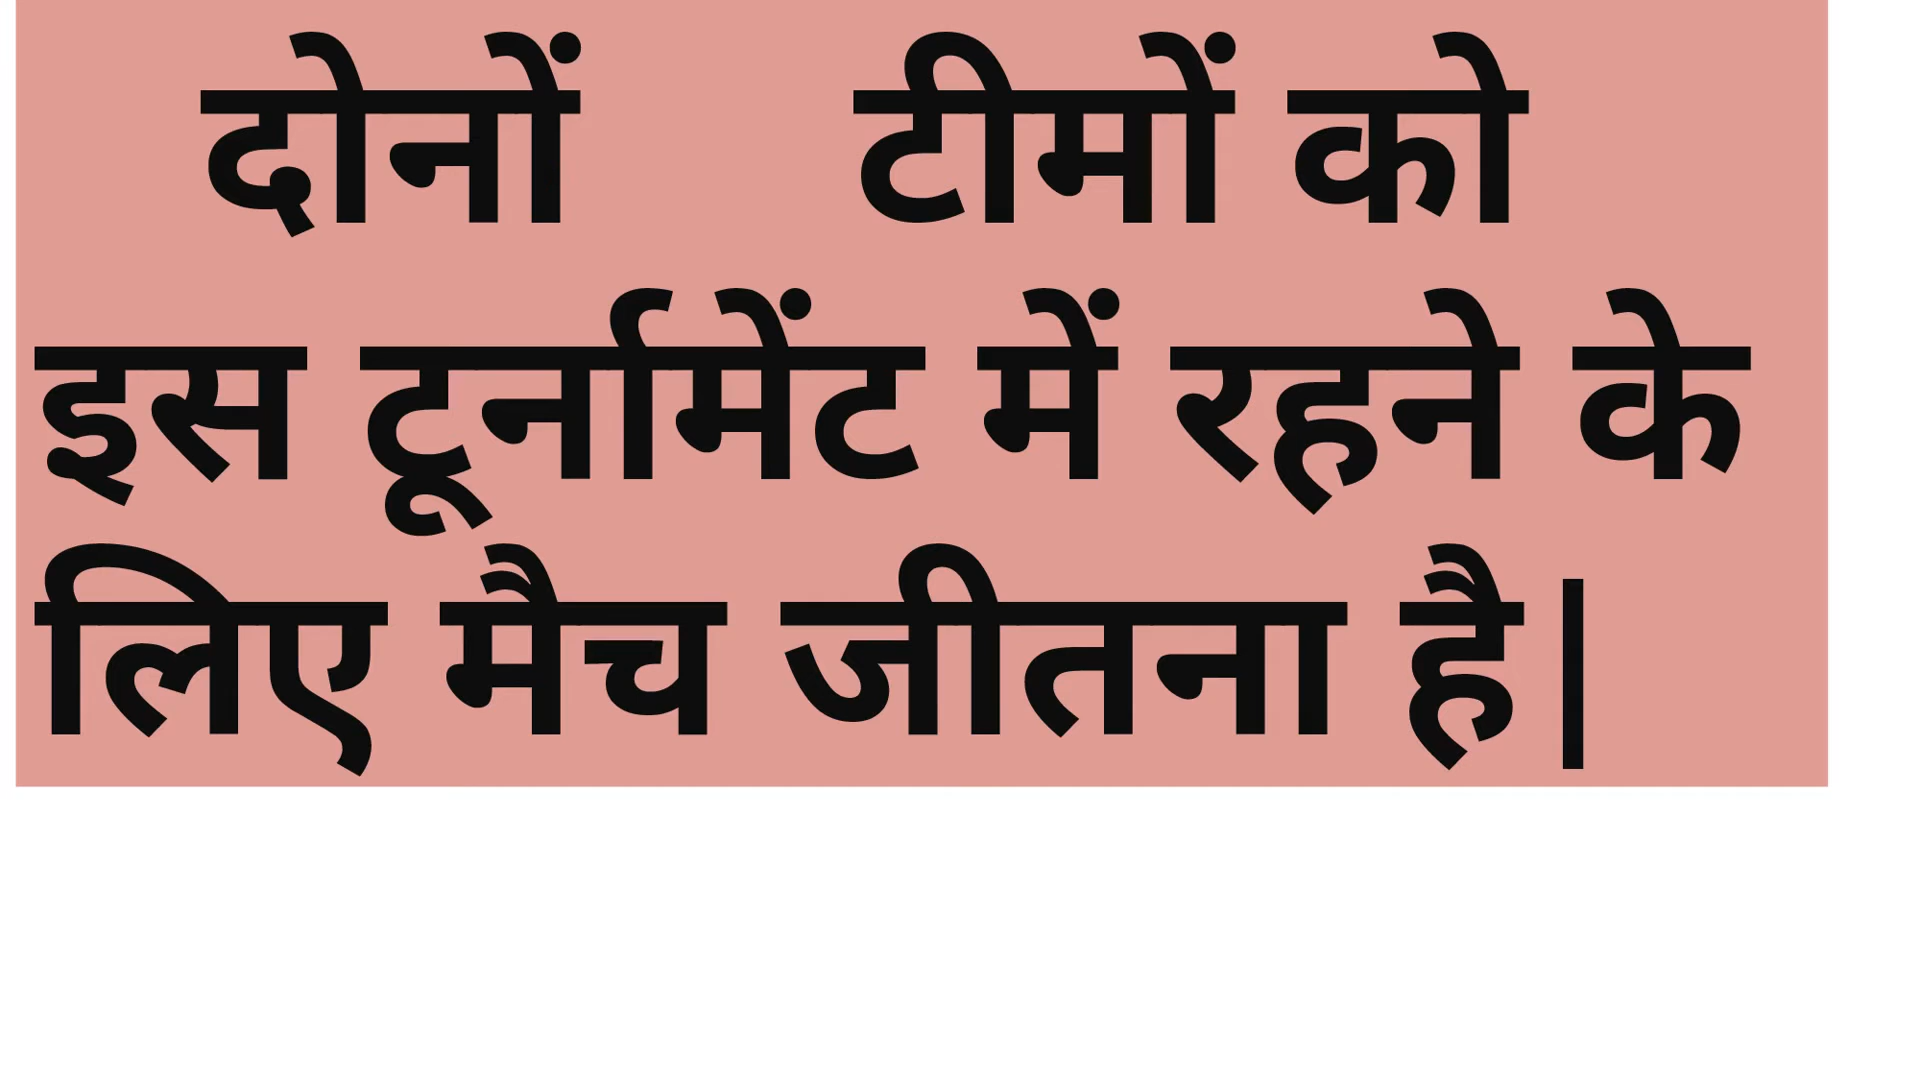 दोनों टीमों को
इस टूर्नामेंट में रहने के
लिए मैच जीतना है|